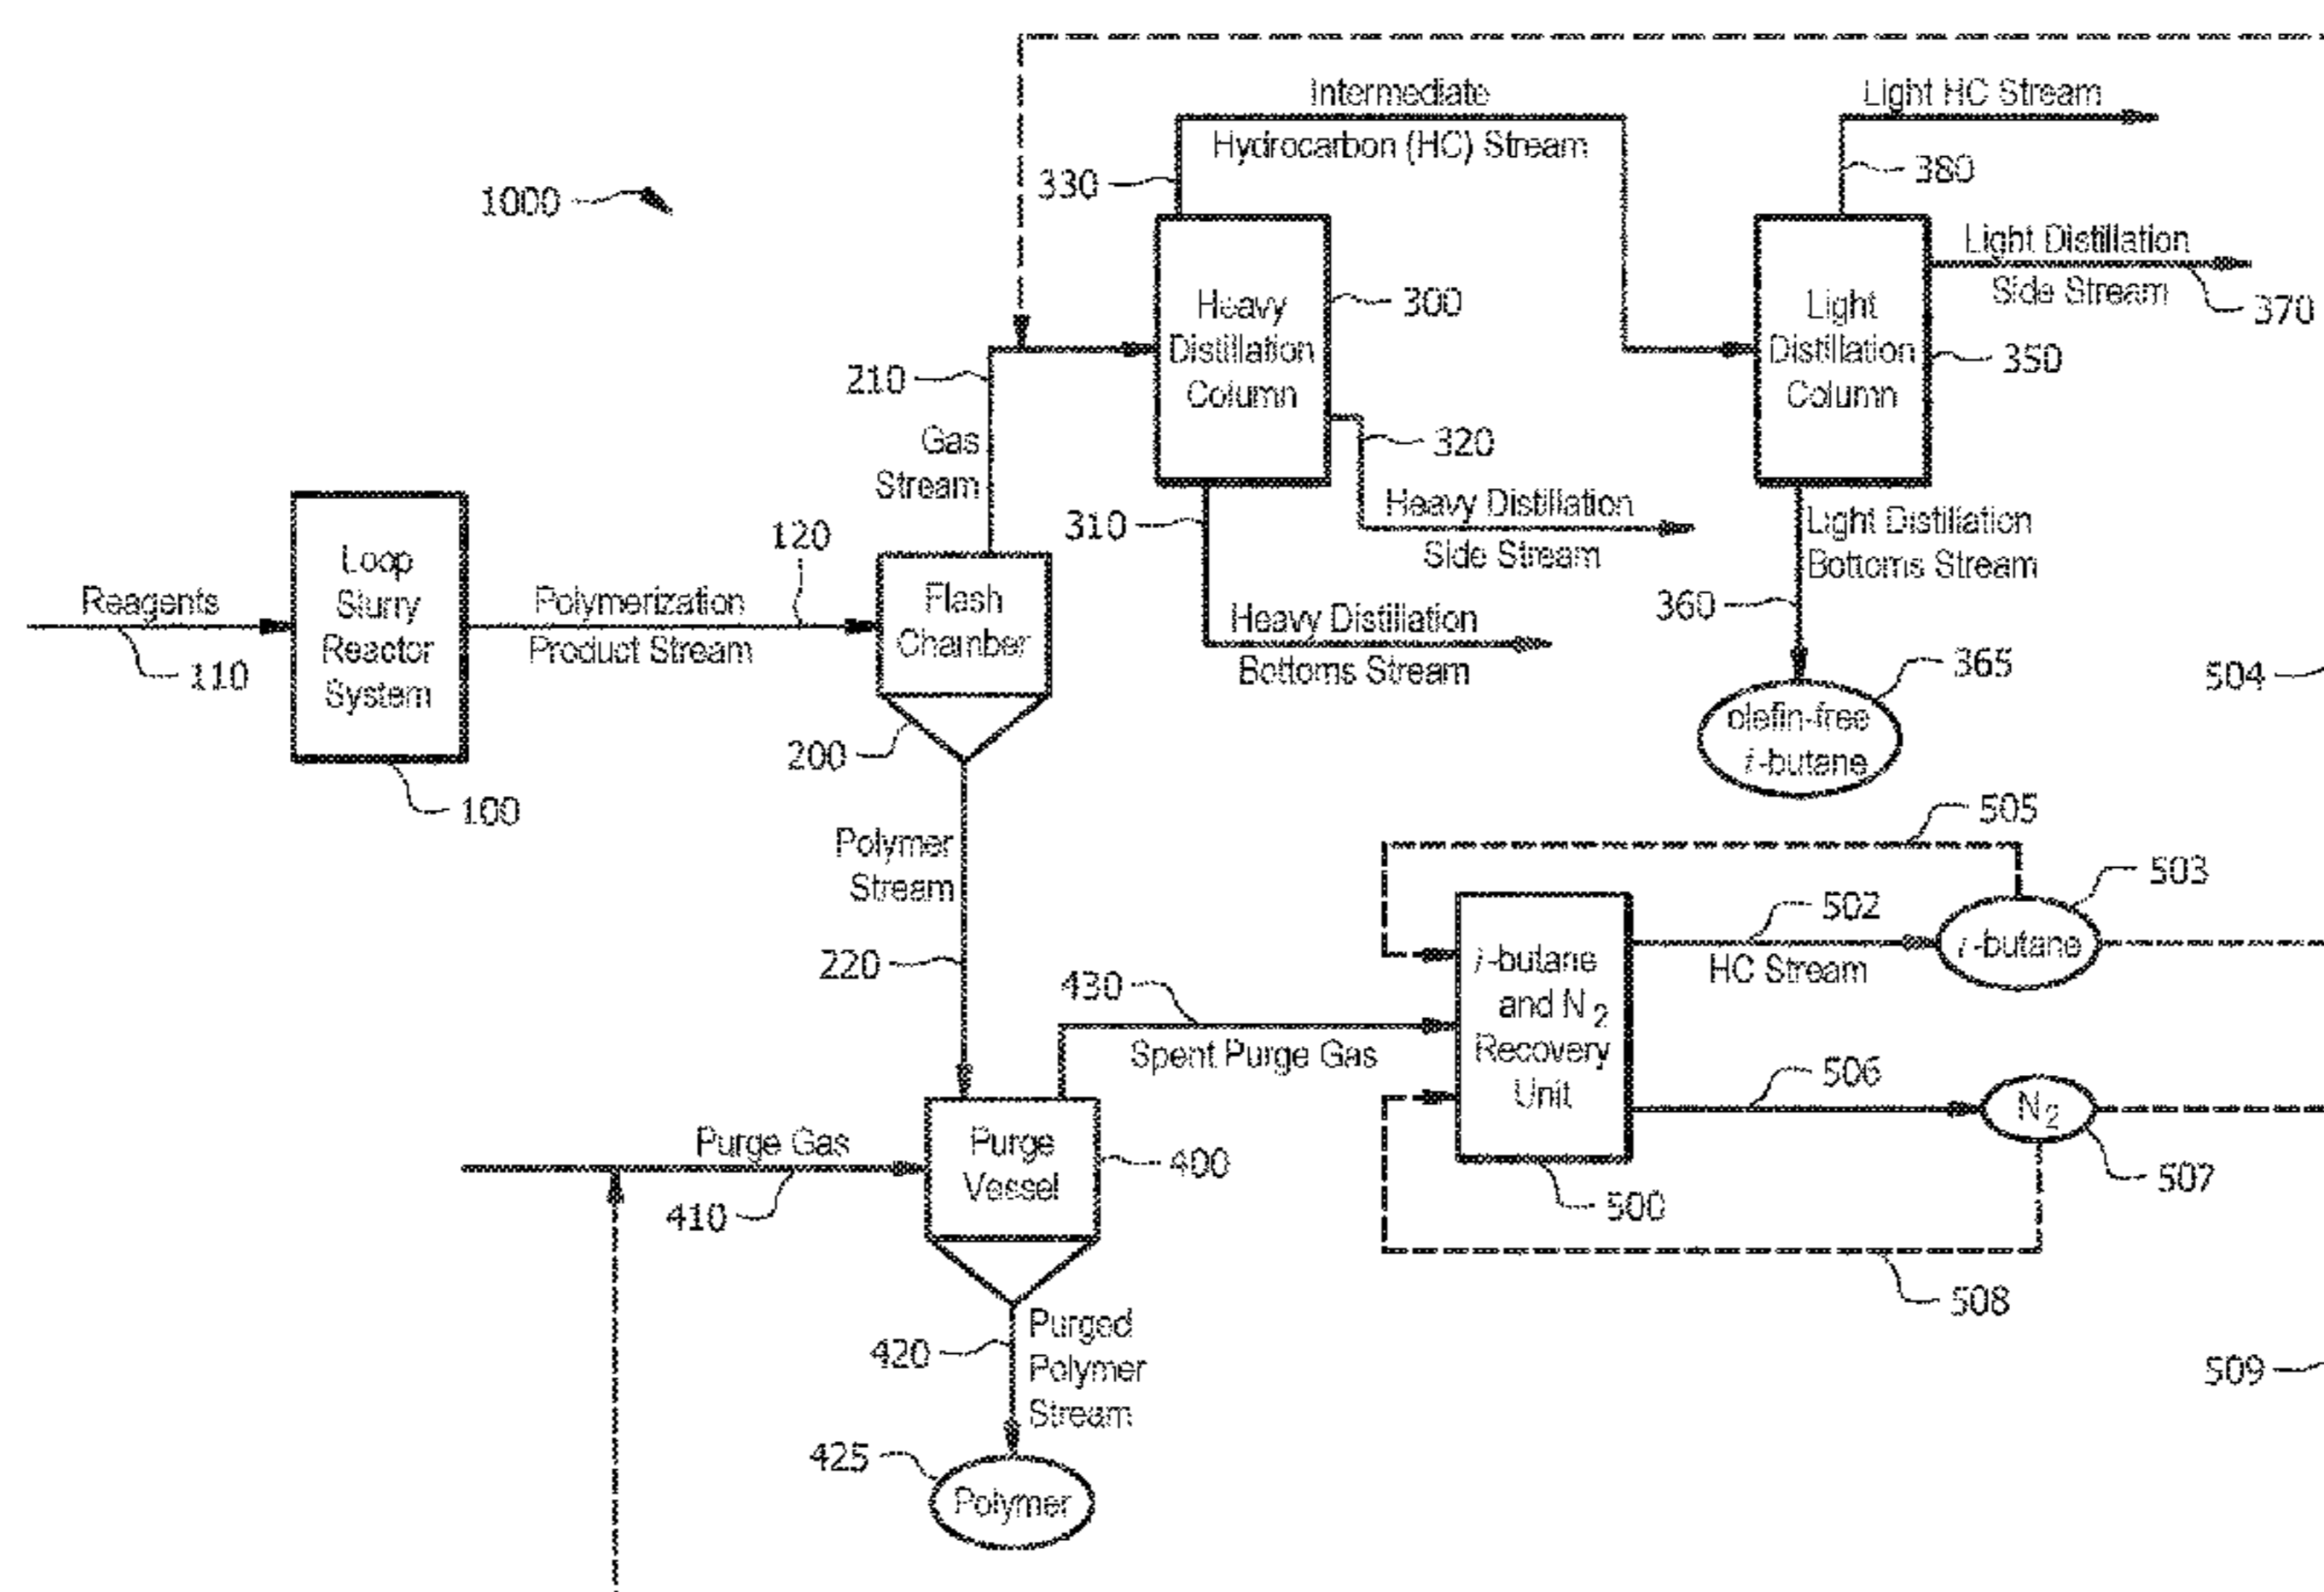 1000
Intermediate
Hydrocarbon (HC) Stream
330
Light HC Stream
380
Light Distillation
Side Stream
370
Heavy
Distillation
Column
300
Light
Distillation
Column
350
210
Gas
Stream
320
Heavy Distillation
Side Stream
310
Heavy Distillation
Bottoms Stream
Light Distillation
Bottoms Stream
360
365
olefin-free
i-butane
504
Reagents
110
Loop
Slurry
Reactor
System
100
120
Polymerization
Product Stream
Flash
Chamber
200
Polymer
Stream
220
505
503
502
HC Stream
i-butane
430
Spent Purge Gas
i-butane
and N2
Recovery
Unit
500
506
N2
507
508
509
Purge Gas
410
Purge
Vessel
400
420
Purged
Polymer
Stream
425
Polymer